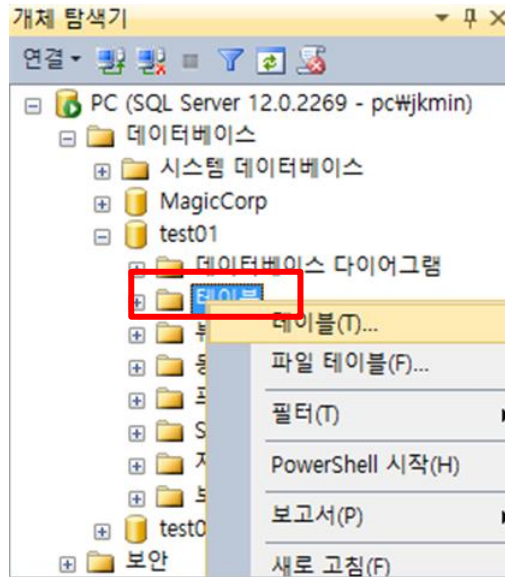 개체 탐색기
연결
PC (SQL Server 12.0.2269 - pc₩jkmin)
데이터베이스
시스템 데이터베이스
MagicCorp
test01
데이터베이스 다이어그램
테이블
테이블(T)...
파일 테이블(F)...
필터(T)
PowerShell 시작(H)
보고서(P)
새로 고침(F)
보안